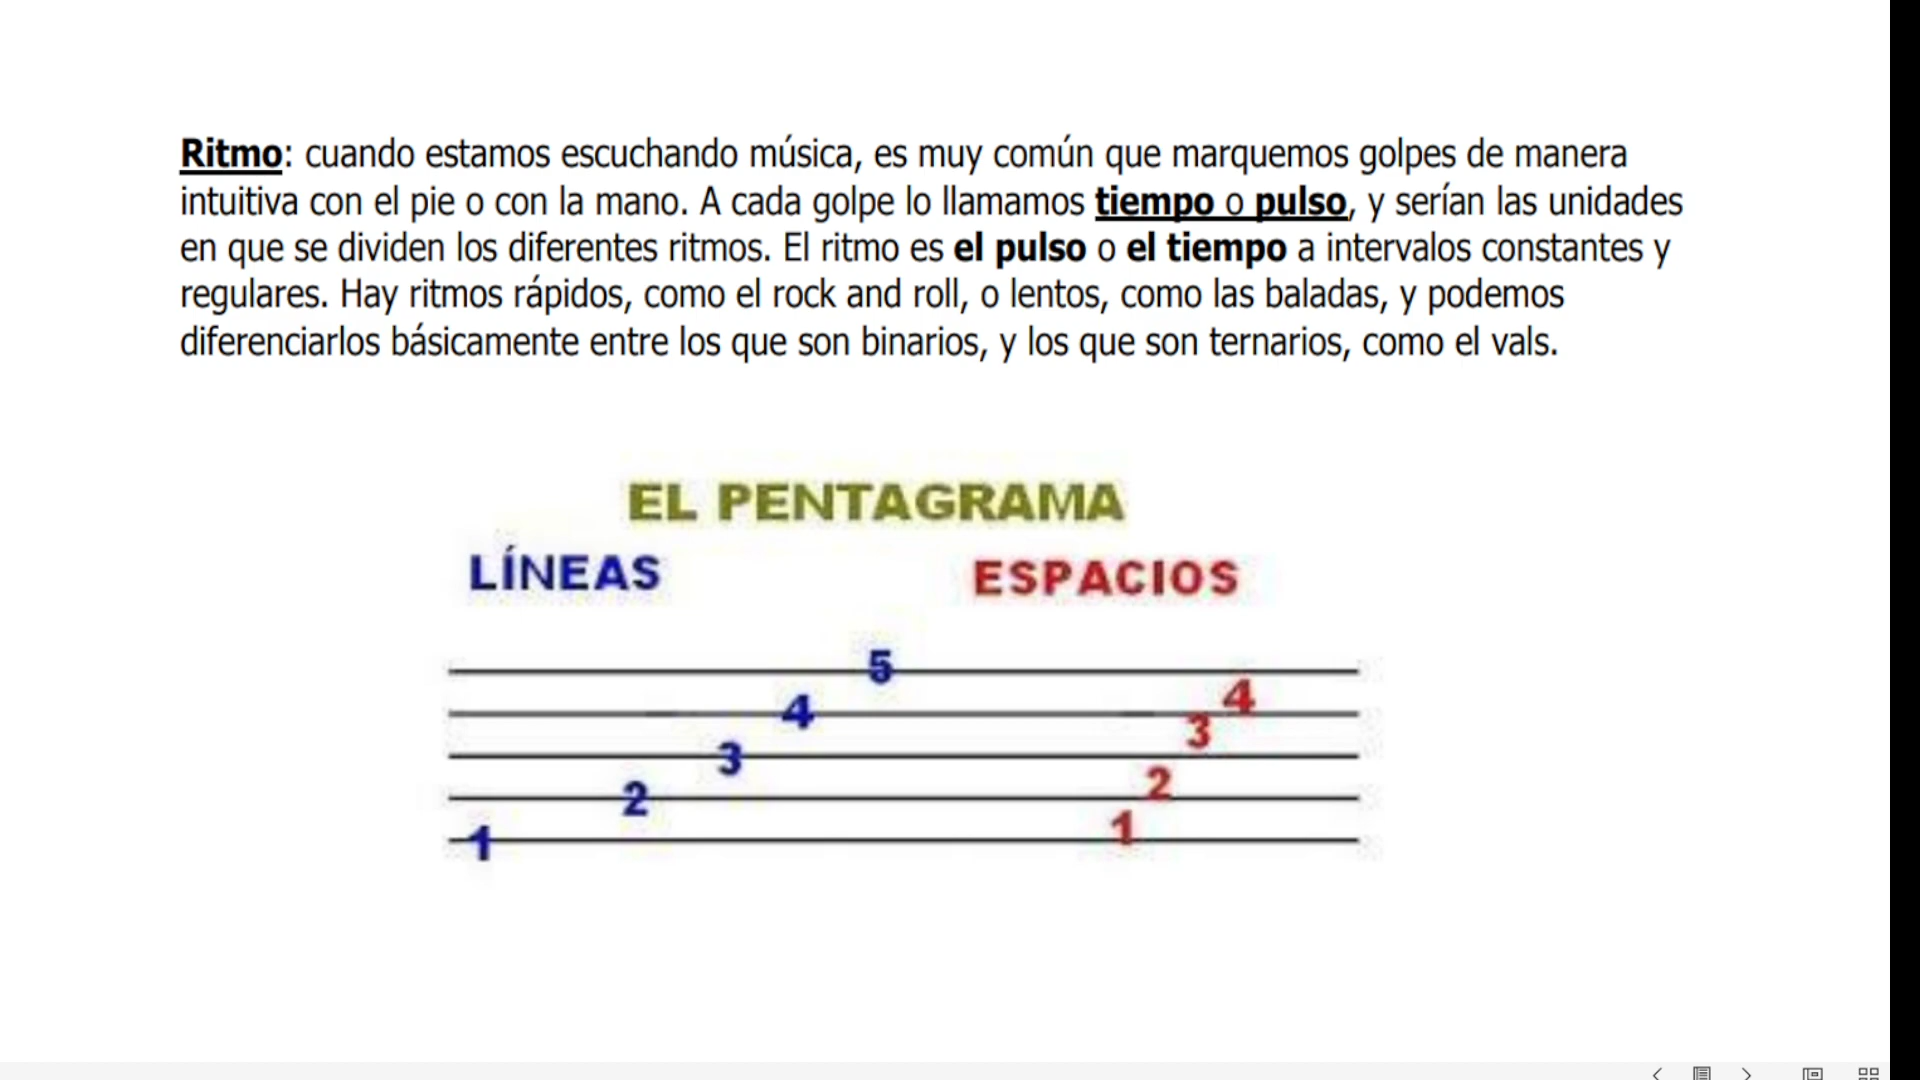 Ritmo: cuando estamos escuchando música, es muy común que marquemos golpes de manera
intuitiva con el pie o con la mano. A cada golpe lo llamamos tiempo o pulso, y serían las unidades
en que se dividen los diferentes ritmos. El ritmo es el pulso o el tiempo a intervalos constantes y
regulares. Hay ritmos rápidos, como el rock and roll, o lentos, como las baladas, y podemos
diferenciarlos básicamente entre los que son binarios, y los que son ternarios, como el vals.
EL PENTAGRAMA
LÍNEAS ESPACIOS
5
4 4
3 3
2 2
1 1